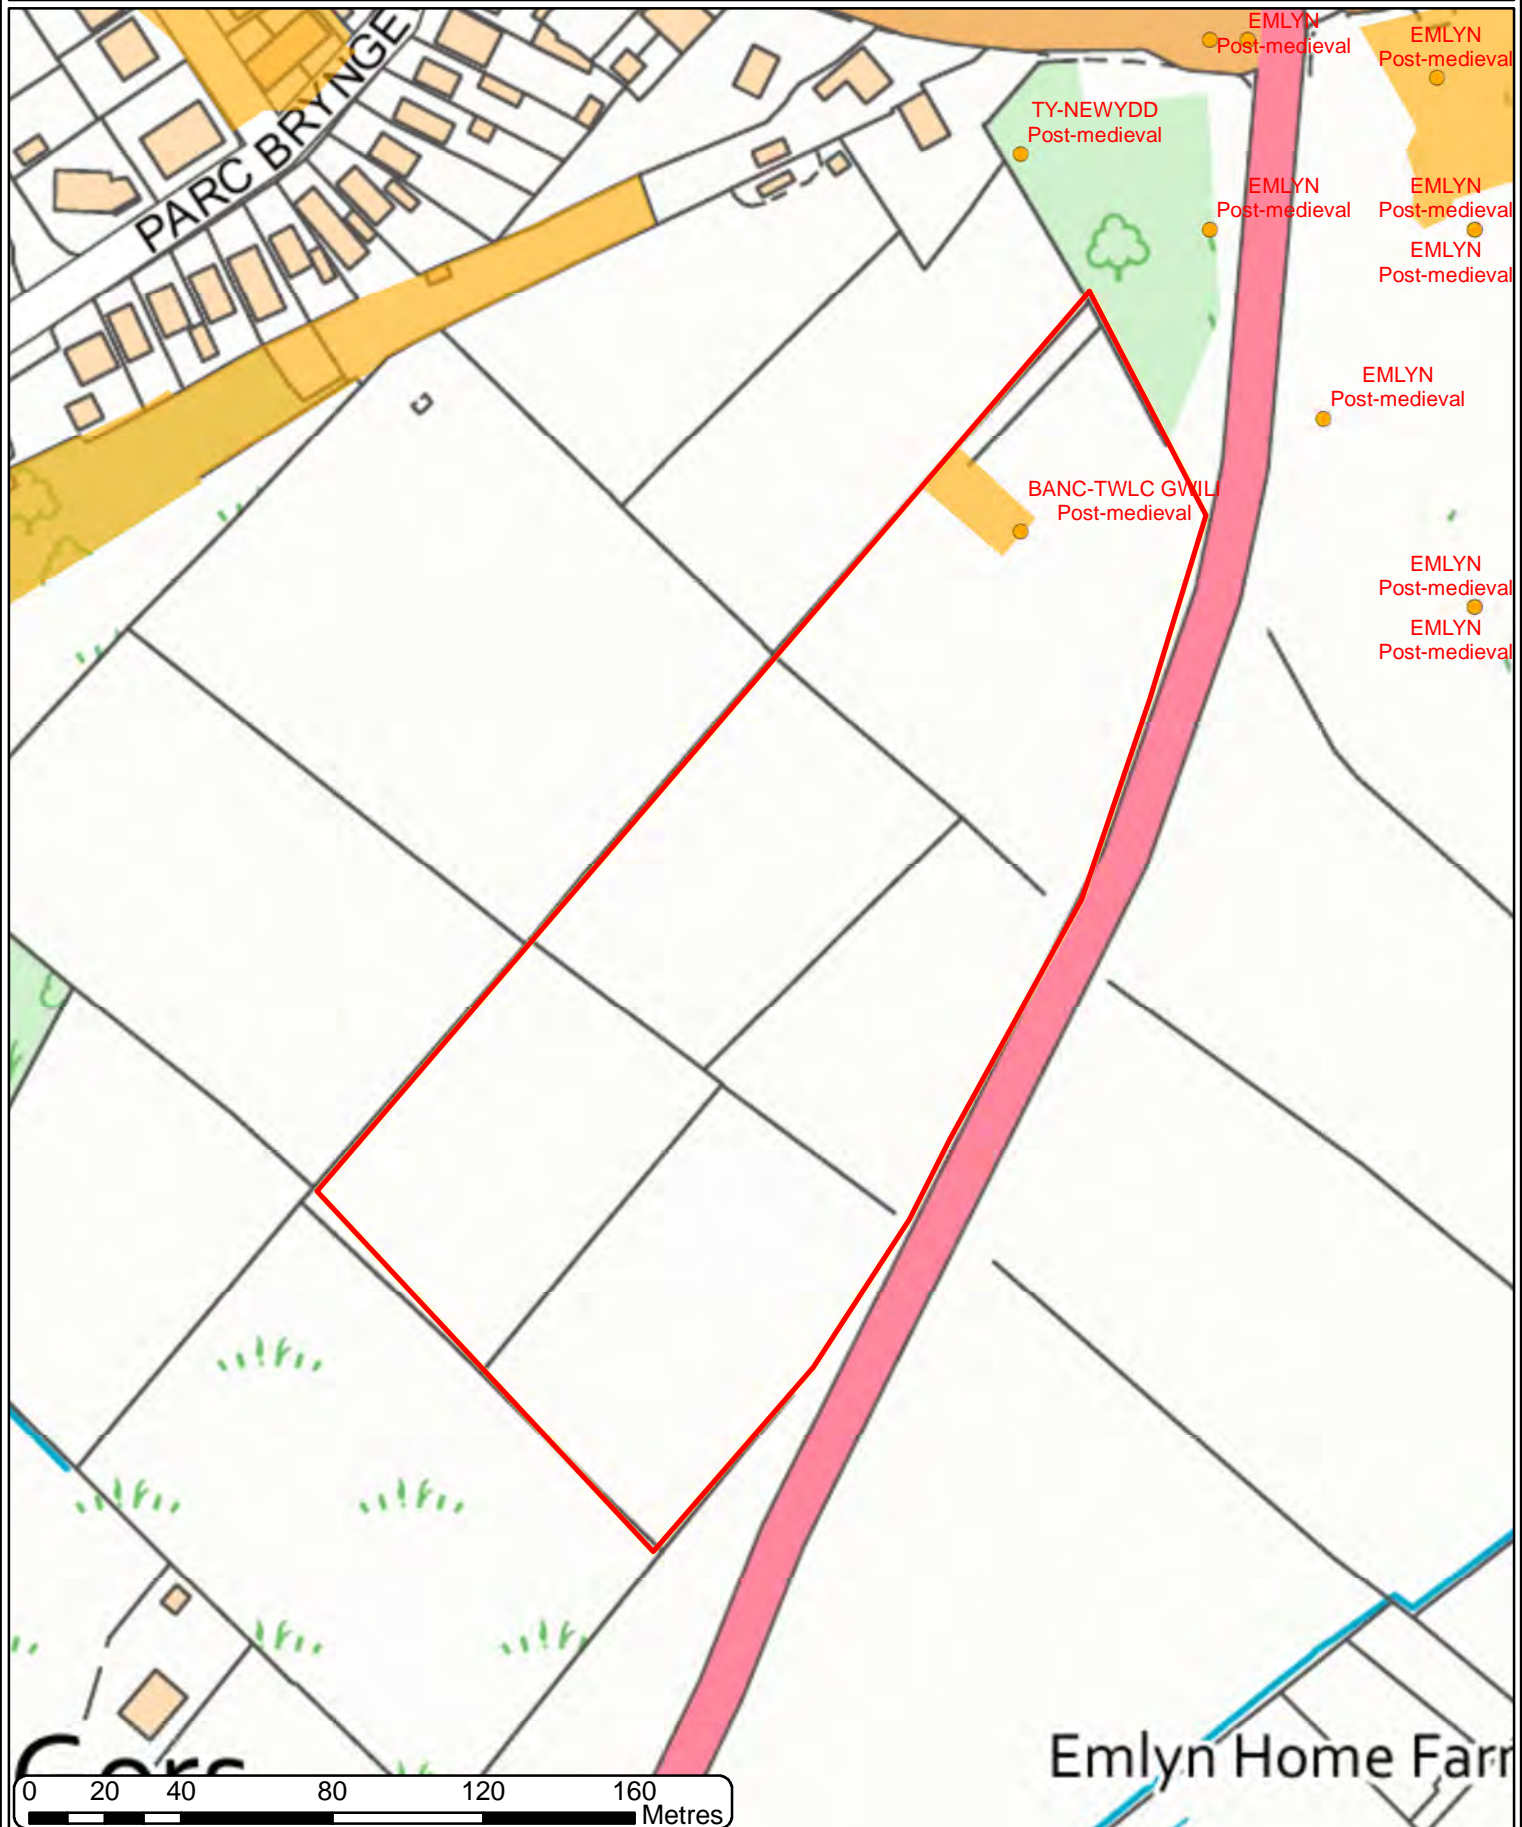 EMLYN
Post-medieval
EMLYN
Post-medieval
PARC BRYNGE
TY-NEWYDD
Post-medieval
EMLYN
Post-medieval
EMLYN
Post-medieval
EMLYN
Post-medieval
EMLYN
Post-medieval
BANC-TWLC GWILI
Post-medieval
EMLYN
Post-medieval
EMLYN
Post-medieval
Emlyn Home Farm
Gors
0 20 40 80 120 160
Metres